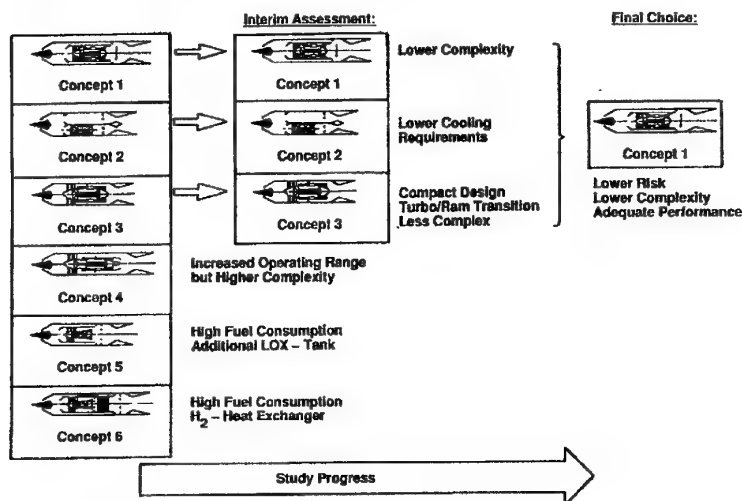 Interim Assessment:
Final Choice:
Concept 1
Concept 2
Concept 3
Concept 4
Concept 5
Concept 6
Concept 1
Lower Complexity
Concept 2
Lower Cooling
Requirements
Concept 3
Compact Design
Turbo/Ram Transition
Less Complex
Increased Operating Range
but Higher Complexity
High Fuel Consumption
Additional LOX – Tank
High Fuel Consumption
H2 – Heat Exchanger
Concept 1
Lower Risk
Lower Complexity
Adequate Performance
Study Progress